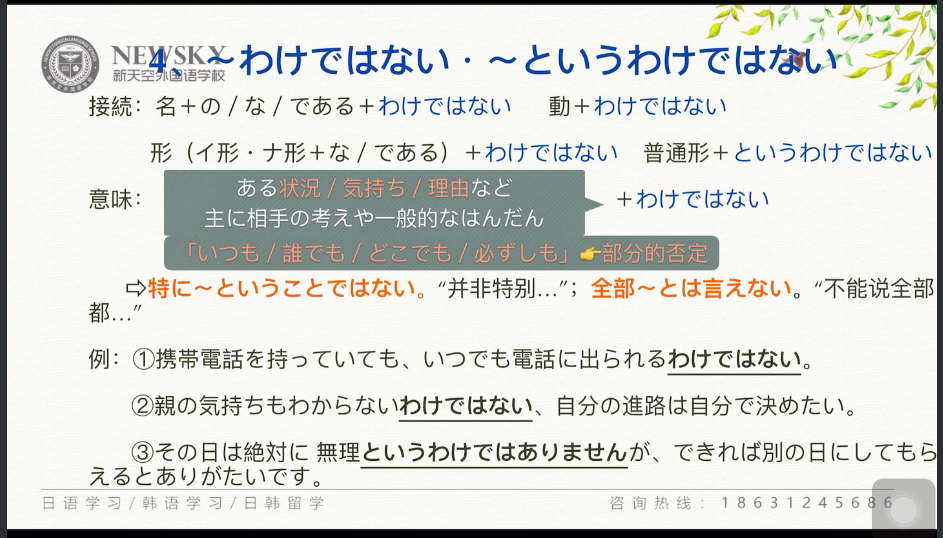 NEWSKY
新天空外国语学校
4、～わけではない・～というわけではない
接続：名＋の / な / である＋わけではない　動＋わけではない
形（イ形・ナ形＋な / である）＋わけではない　普通形＋というわけではない
意味：
ある状況 / 気持ち / 理由など
主に相手の考えや一般的なはんだん
＋わけではない
「いつも / 誰でも / どこでも / 必ずしも」👉部分的否定
⇨特に～ということではない。“并非特别…”；全部～とは言えない。“不能说全部
都…”
例：①携帯電話を持っていても、いつでも電話に出られるわけではない。
②親の気持ちもわからないわけではない、自分の進路は自分で決めたい。
③その日は絶対に 無理というわけではありませんが、できれば別の日にしてもら
えるとありがたいです。
日语学习/韩语学习/日韩留学
咨询热线：18631245686